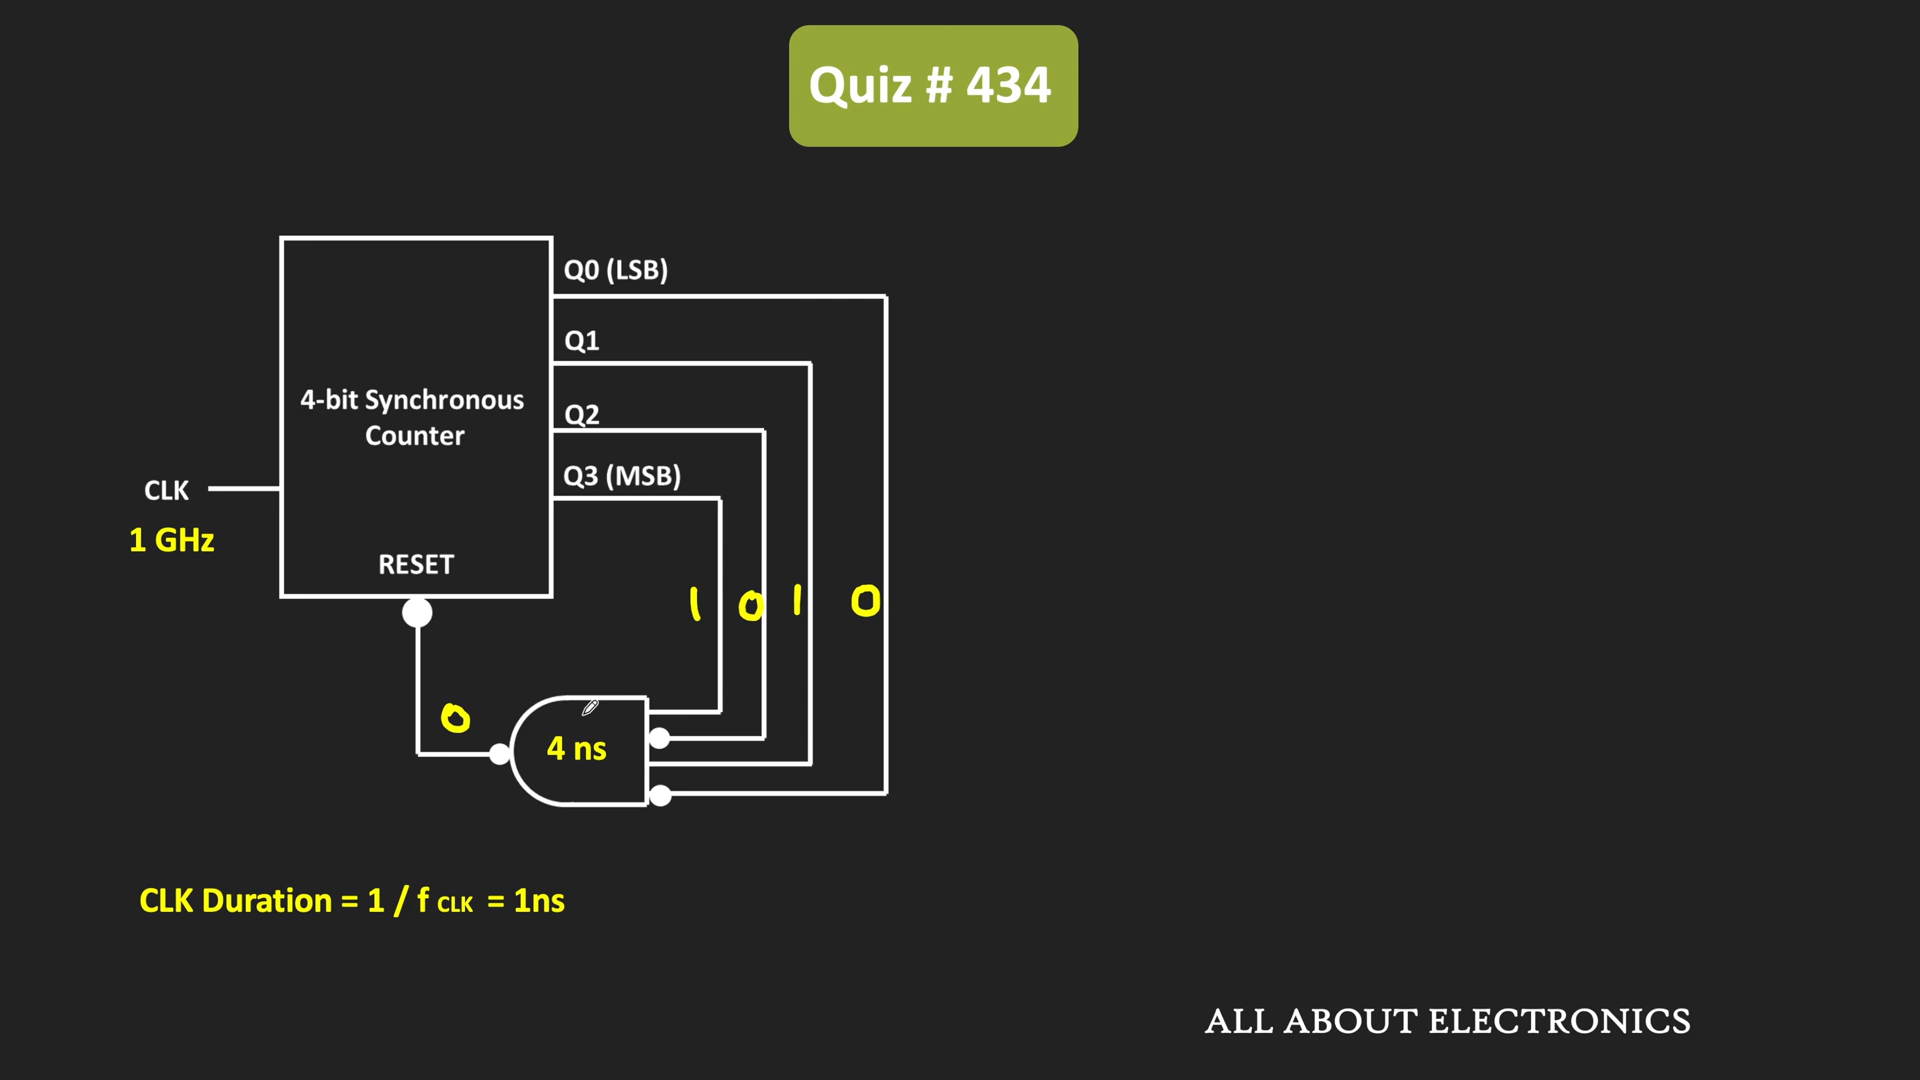 Quiz # 434
Q0 (LSB)
Q1
4-bit Synchronous
Counter
Q2
Q3 (MSB)
CLK
1 GHz
RESET
1 0 1 0
0
4 ns
CLK Duration = 1 / f CLK = 1ns
ALL ABOUT ELECTRONICS